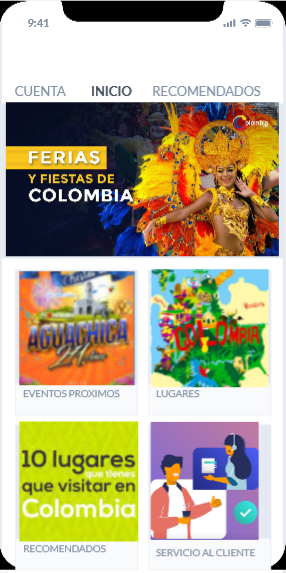 9:41
CUENTA INICIO RECOMENDADOS
Colombia
FERIAS
Y FIESTAS DE
COLOMBIA
AGUACHICA
COLOMBIA
EVENTOS PROXIMOS
LUGARES
10 lugares
que tienes
que visitar en
Colombia
RECOMENDADOS
SERVICIO AL CLIENTE